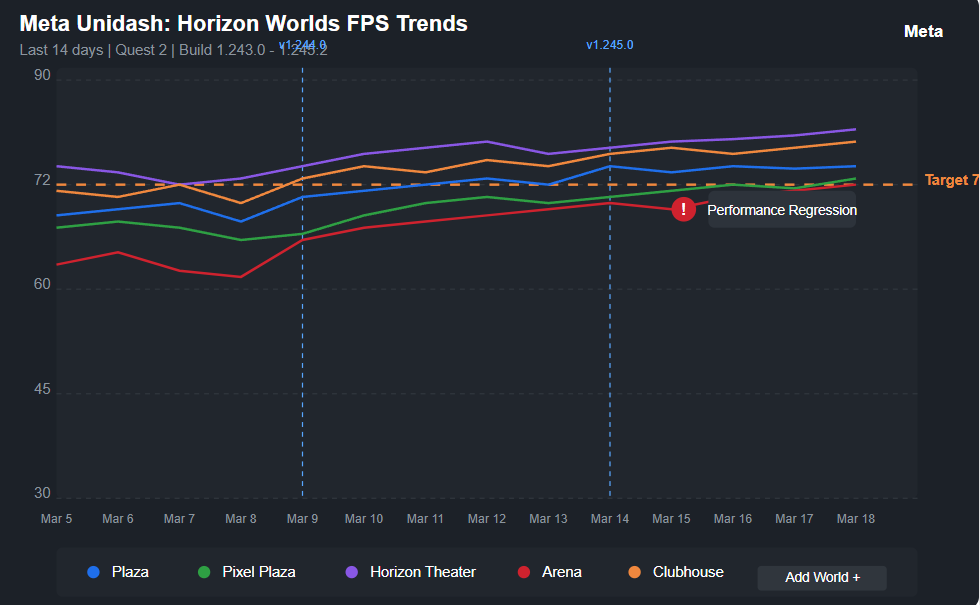 Meta Unidash: Horizon Worlds FPS Trends
Meta
Last 14 days | Quest 2 | Build 1.243.0 - 1.245.2
v1.244.0
v1.245.0
90
72
Target 7
Performance Regression
!
60
45
30
Mar 5 Mar 6 Mar 7 Mar 8 Mar 9 Mar 10 Mar 11 Mar 12 Mar 13 Mar 14 Mar 15 Mar 16 Mar 17 Mar 18
Plaza Pixel Plaza Horizon Theater Arena Clubhouse Add World +